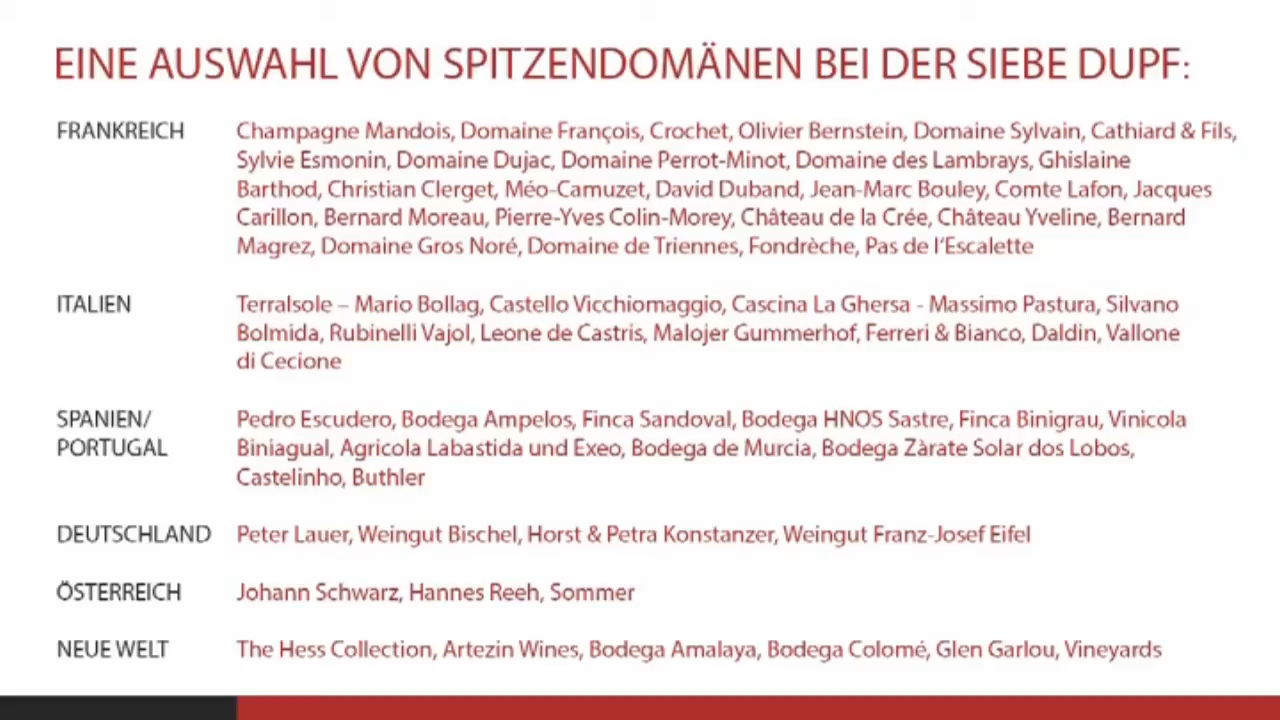 EINE AUSWAHL VON SPITZENDOMÄNEN BEI DER SIEBE DUPF:
FRANKREICH Champagne Mandois, Domaine François, Crochet, Olivier Bernstein, Domaine Sylvain, Cathiard & Fils,
Sylvie Esmonin, Domaine Dujac, Domaine Perrot-Minot, Domaine des Lambrays, Ghislaine
Barthod, Christian Clerget, Méo-Camuzet, David Duband, Jean-Marc Bouley, Comte Lafon, Jacques
Carillon, Bernard Moreau, Pierre-Yves Colin-Morey, Château de la Crée, Château Yveline, Bernard
Magrez, Domaine Gros Noré, Domaine de Triennes, Fondrèche, Pas de l'Escalette
ITALIEN Terralsole – Mario Bollag, Castello Vicchiomaggio, Cascina La Ghersa - Massimo Pastura, Silvano
Bolmida, Rubinelli Vajol, Leone de Castris, Malojer Gummerhof, Ferreri & Bianco, Daldin, Vallone
di Cecione
SPANIEN/ Pedro Escudero, Bodega Ampelos, Finca Sandoval, Bodega HNOS Sastre, Finca Binigrau, Vinicola
PORTUGAL Biniagual, Agricola Labastida und Exeo, Bodega de Murcia, Bodega Zàrate Solar dos Lobos,
Castelinho, Buthler
DEUTSCHLAND Peter Lauer, Weingut Bischel, Horst & Petra Konstanzer, Weingut Franz-Josef Eifel
ÖSTERREICH Johann Schwarz, Hannes Reeh, Sommer
NEUE WELT The Hess Collection, Artezin Wines, Bodega Amalaya, Bodega Colomé, Glen Garlou, Vineyards